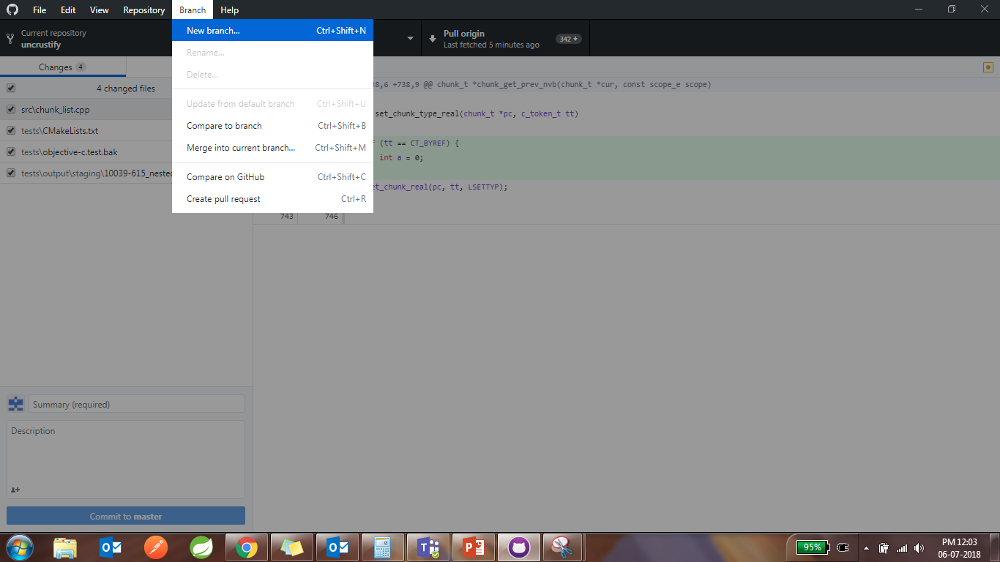 File Edit View Repository Branch Help
Current repository
uncrustify
Pull origin
Last fetched 5 minutes ago
342
New branch... Ctrl+Shift+N
Rename...
Delete...
Update from default branch Ctrl+Shift+U
Compare to branch Ctrl+Shift+B
Merge into current branch... Ctrl+Shift+M
Compare on GitHub Ctrl+Shift+C
Create pull request Ctrl+R
Changes 4
4 changed files
src\chunk_list.cpp
tests\CMakeLists.txt
tests\objective-c.test.bak
tests\output\staging\10039-615_nested
8,6 +738,9 @@ chunk_t *chunk_get_prev_nvb(chunk_t *cur, const scope_e scope)
set_chunk_type_real(chunk_t *pc, c_token_t tt)
(tt == CT_BYREF) {
int a = 0;
et_chunk_real(pc, tt, LSETTYP);
743 746
Summary (required)
Description
Commit to master
95%
PM 12:03
06-07-2018